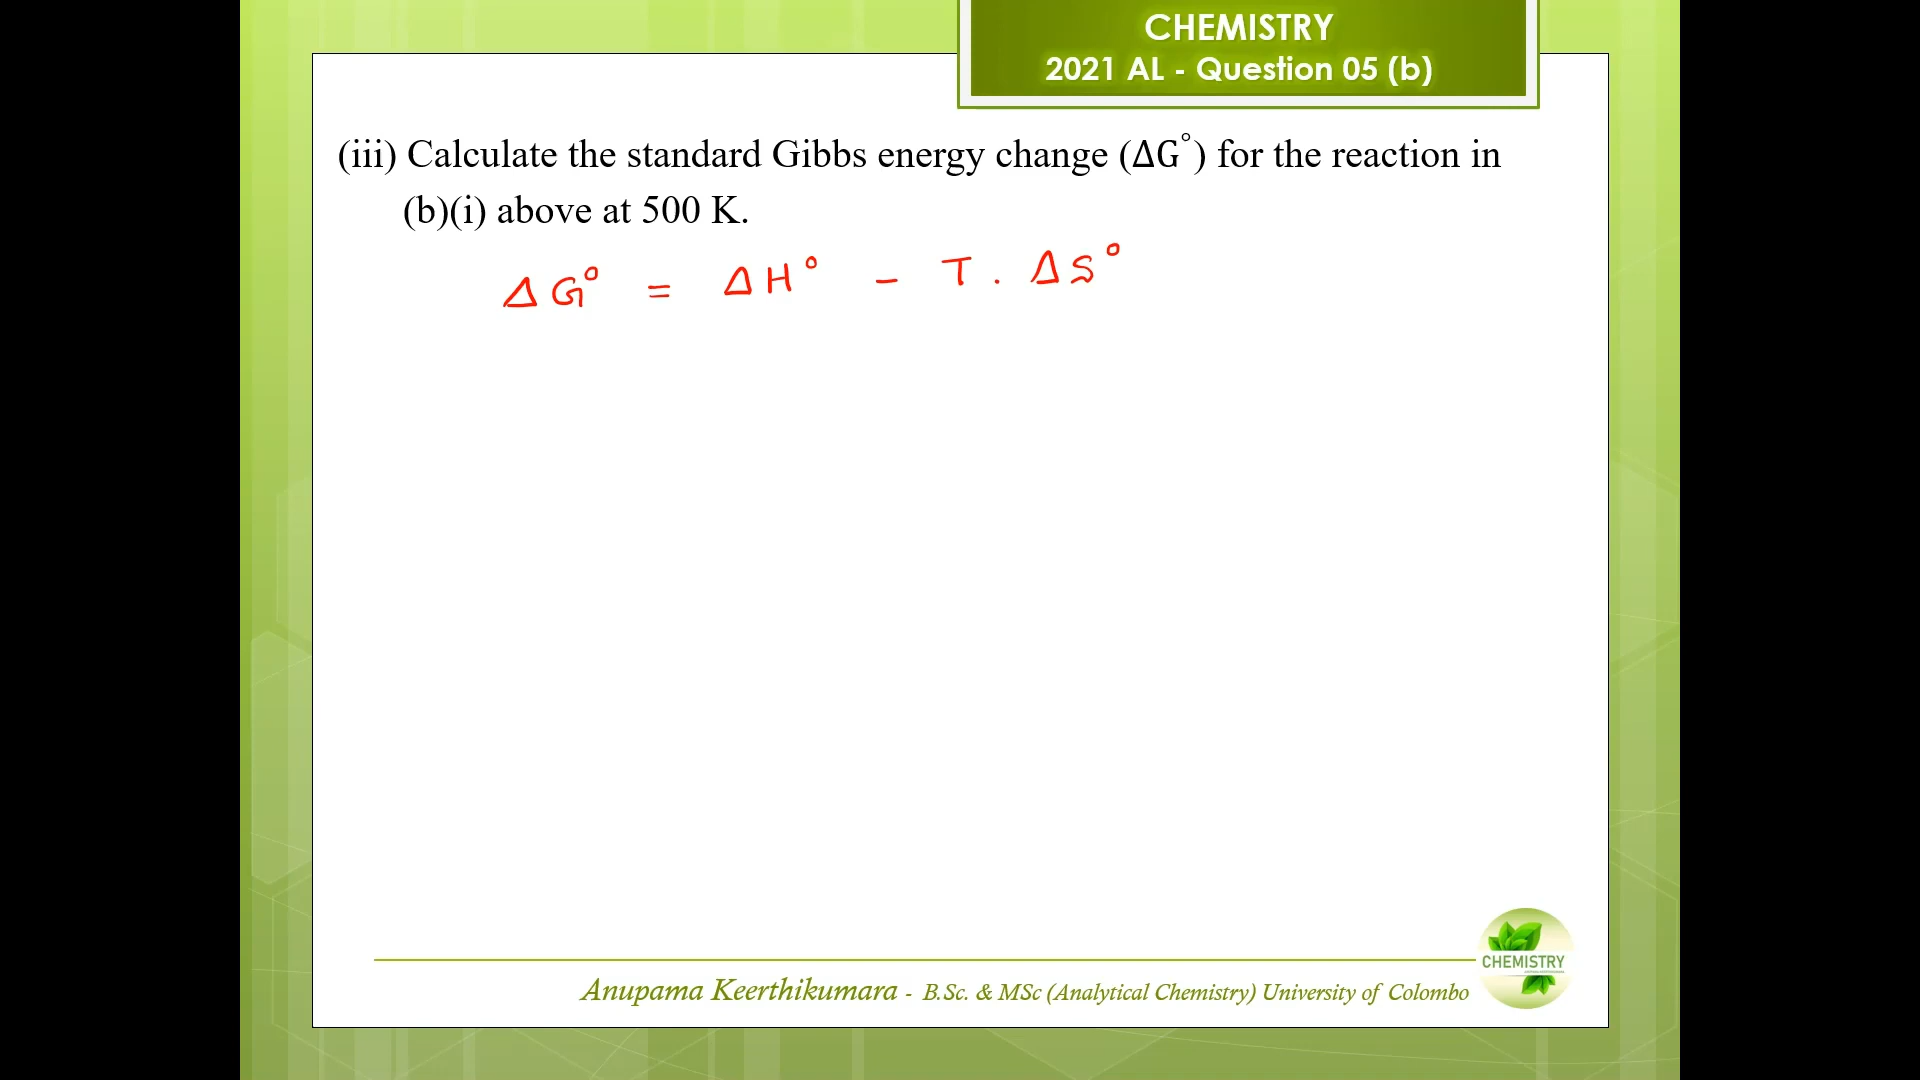 CHEMISTRY
2021 AL - Question 05 (b)
(iii) Calculate the standard Gibbs energy change (ΔG°) for the reaction in
(b)(i) above at 500 K.
ΔG° = ΔH° - T . ΔS°
CHEMISTRY
Anupama Keerthikumara - B.Sc. & MSc (Analytical Chemistry) University of Colombo